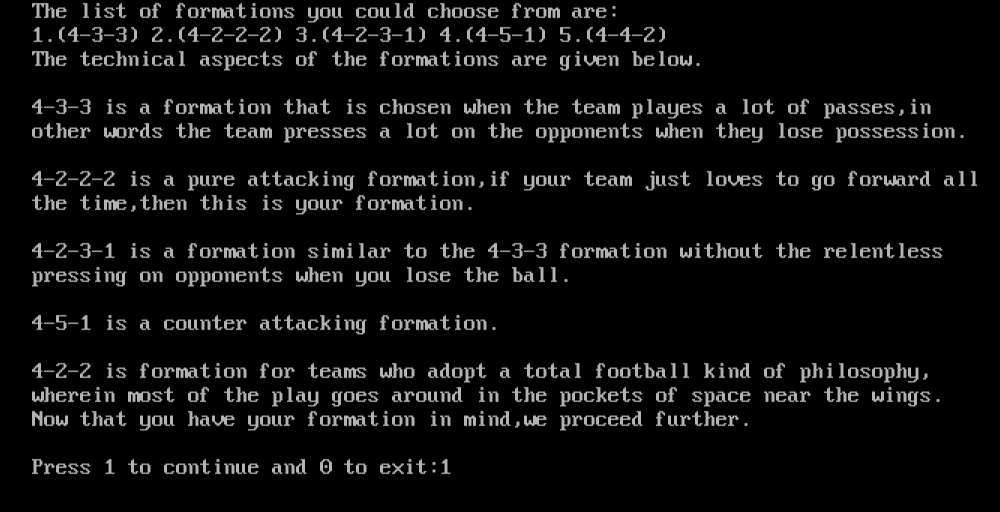 The list of formations you could choose from are:
1.(4-3-3) 2.(4-2-2-2) 3.(4-2-3-1) 4.(4-5-1) 5.(4-4-2)
The technical aspects of the formations are given below.
4-3-3 is a formation that is chosen when the team playes a lot of passes,in
other words the team presses a lot on the opponents when they lose possession.
4-2-2-2 is a pure attacking formation,if your team just loves to go forward all
the time,then this is your formation.
4-2-3-1 is a formation similar to the 4-3-3 formation without the relentless
pressing on opponents when you lose the ball.
4-5-1 is a counter attacking formation.
4-2-2 is formation for teams who adopt a total football kind of philosophy,
wherein most of the play goes around in the pockets of space near the wings.
Now that you have your formation in mind,we proceed further.
Press 1 to continue and 0 to exit:1